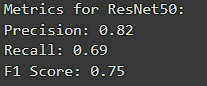 Metrics for ResNet50:
Precision: 0.82
Recall: 0.69
F1 Score: 0.75